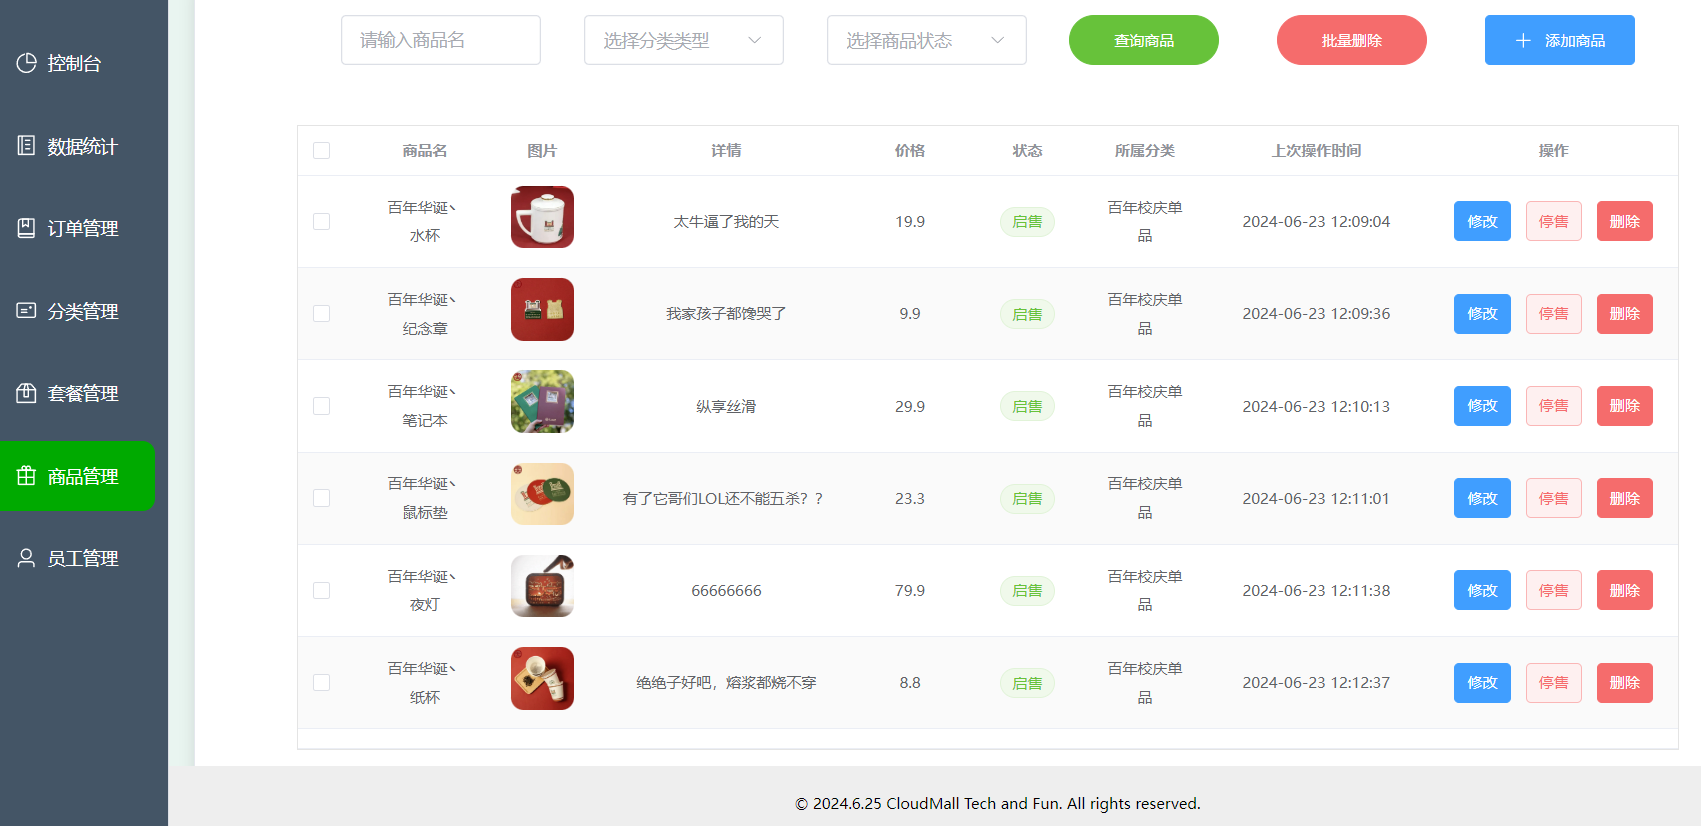 请输入商品名
选择分类类型
选择商品状态
查询商品
批量删除
添加商品
控制台
数据统计
订单管理
分类管理
套餐管理
商品管理
员工管理
商品名 图片 详情 价格 状态 所属分类 上次操作时间 操作
百年华诞、
水杯
太牛逼了我的天 19.9 启售
百年校庆单
品
2024-06-23 12:09:04 修改 停售 删除
百年华诞、
纪念章
我家孩子都馋哭了 9.9 启售
百年校庆单
品
2024-06-23 12:09:36 修改 停售 删除
百年华诞、
笔记本
纵享丝滑 29.9 启售
百年校庆单
品
2024-06-23 12:10:13 修改 停售 删除
百年华诞、
鼠标垫
有了它哥们LOL还不能五杀？？ 23.3 启售
百年校庆单
品
2024-06-23 12:11:01 修改 停售 删除
百年华诞、
夜灯
66666666 79.9 启售
百年校庆单
品
2024-06-23 12:11:38 修改 停售 删除
百年华诞、
纸杯
绝绝子好吧，熔浆都烧不穿 8.8 启售
百年校庆单
品
2024-06-23 12:12:37 修改 停售 删除
© 2024.6.25 CloudMall Tech and Fun. All rights reserved.